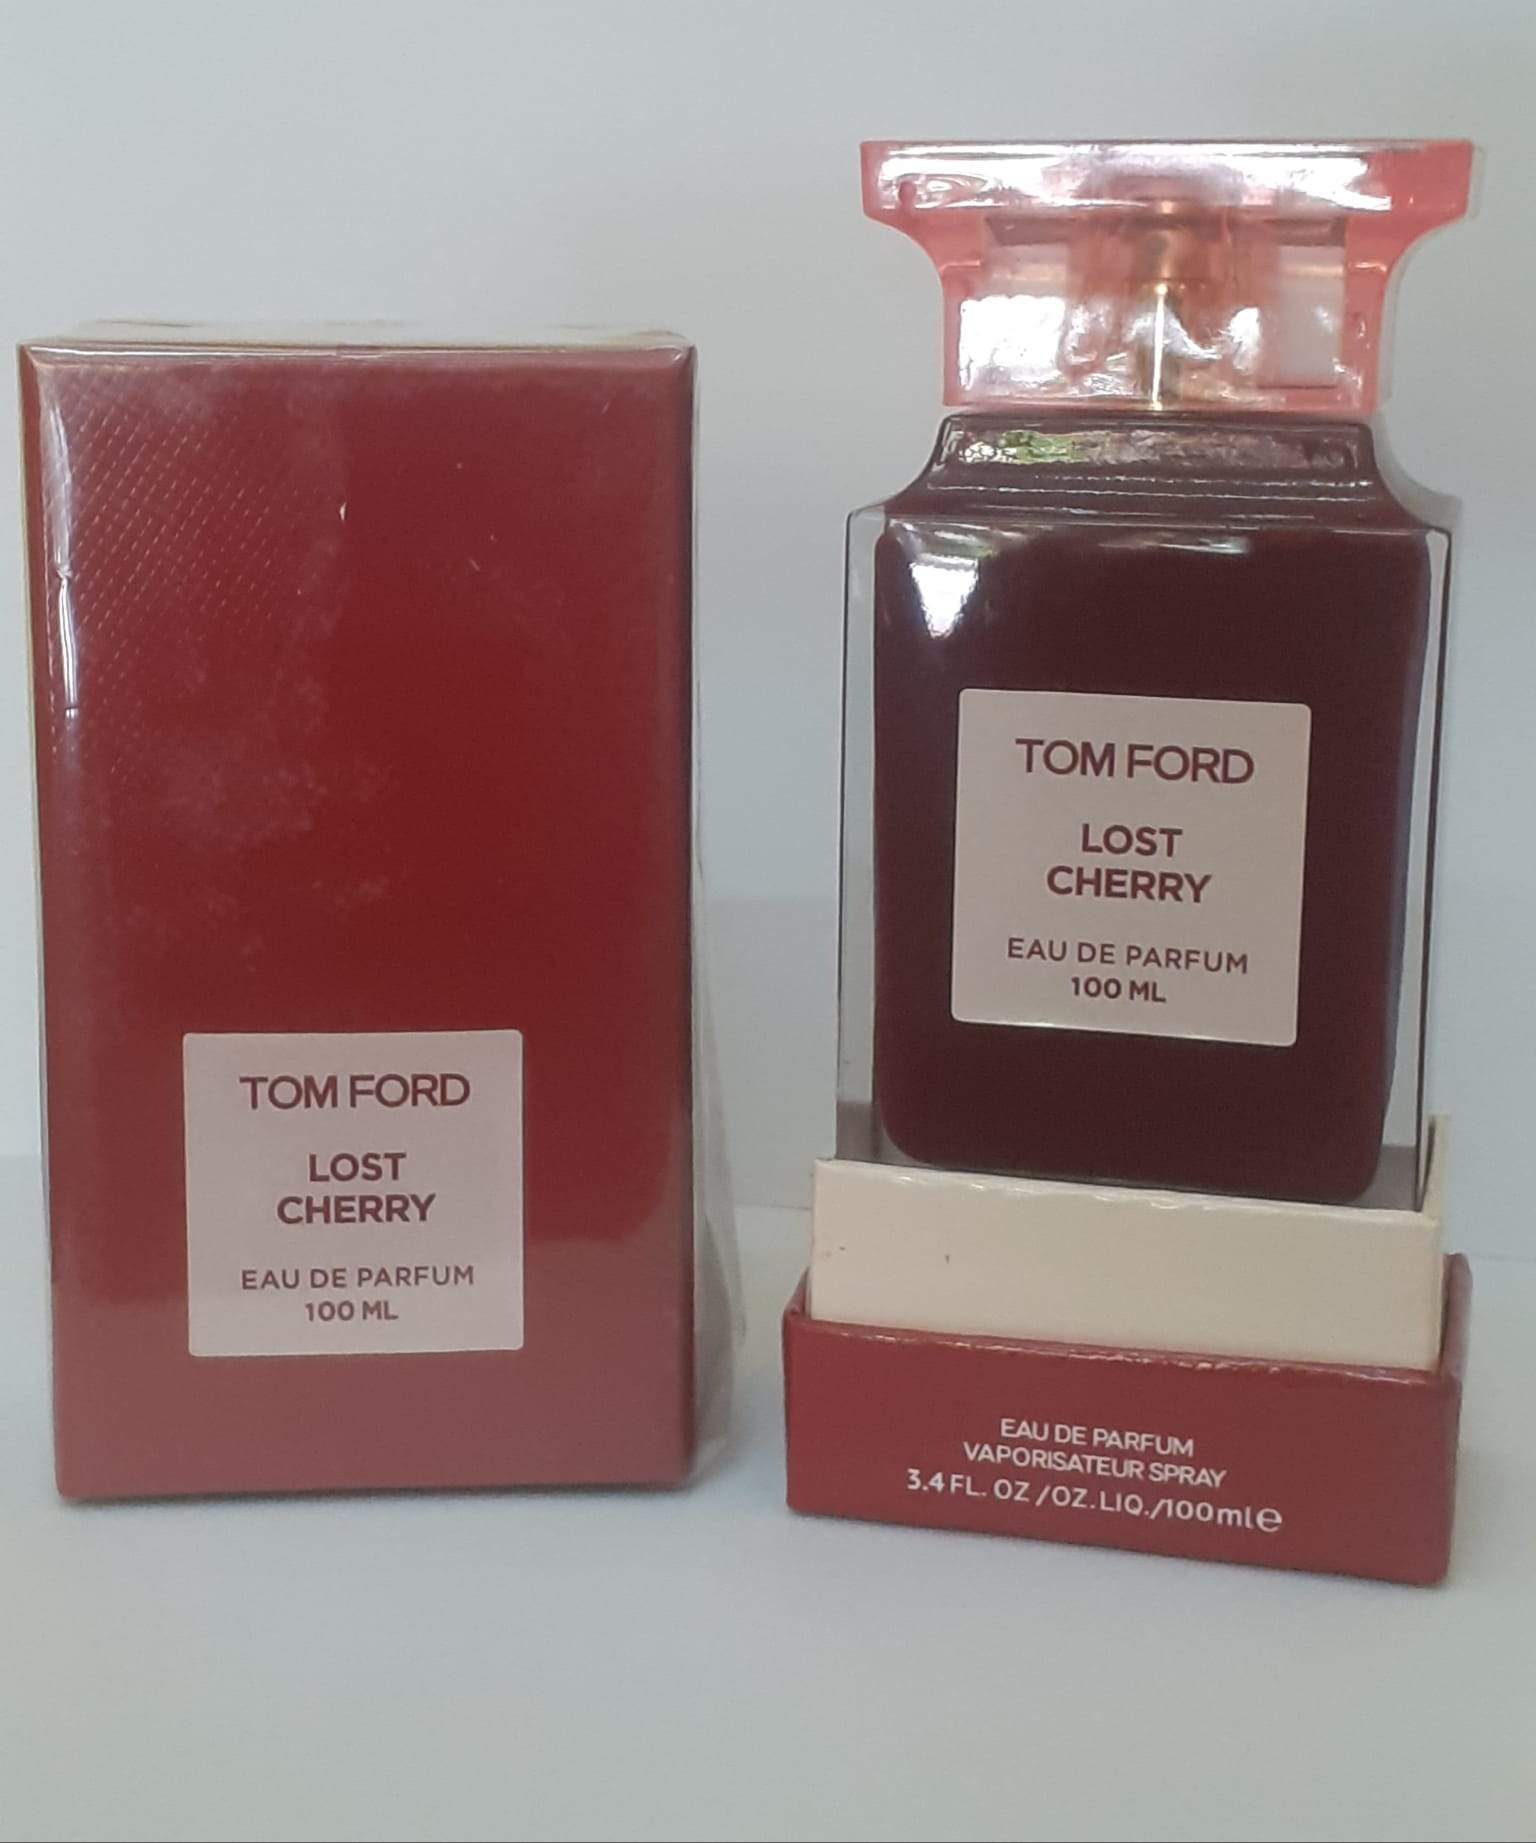 TOM FORD
LOST
CHERRY
EAU DE PARFUM
100 ML
TOM FORD
LOST
CHERRY
EAU DE PARFUM
100 ML
EAU DE PARFUM
VAPORISATEUR SPRAY
3.4 FL. OZ /OZ. LIQ./100ml℮